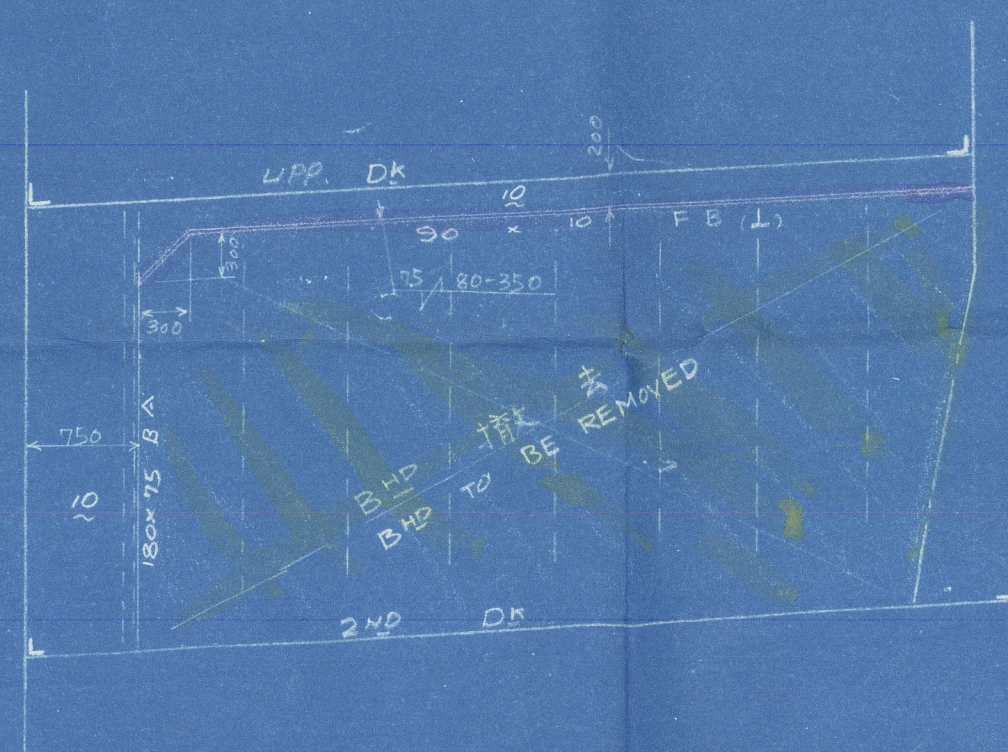 200
UPP. DK
10
90 × 10 F B (⊥)
300
75 / 80-350
300
去
撤
BHD TO BE REMOVED
BHD
750
180 × 75 B A
10
2ND DK